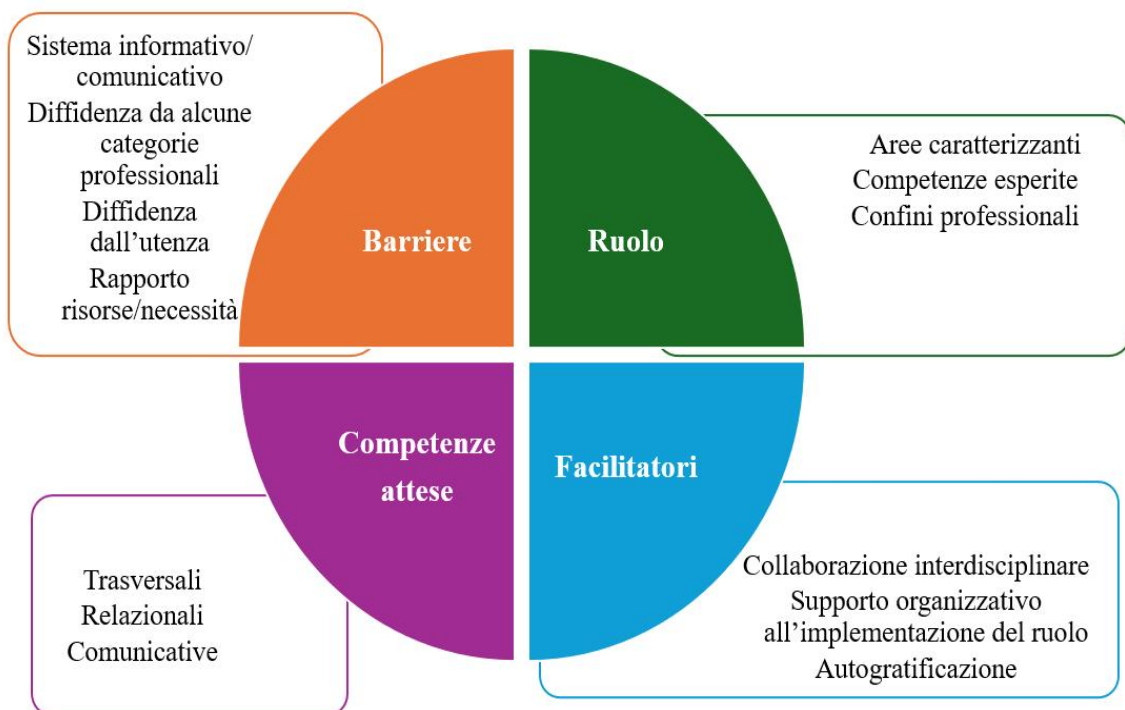 Sistema informativo/
comunicativo
Diffidenza da alcune
categorie
professionali
Diffidenza
dall’utenza
Rapporto
risorse/necessità
Barriere
Ruolo
Aree caratterizzanti
Competenze esperite
Confini professionali
Competenze
attese
Trasversali
Relazionali
Comunicative
Facilitatori
Collaborazione interdisciplinare
Supporto organizzativo
all’implementazione del ruolo
Autogratificazione